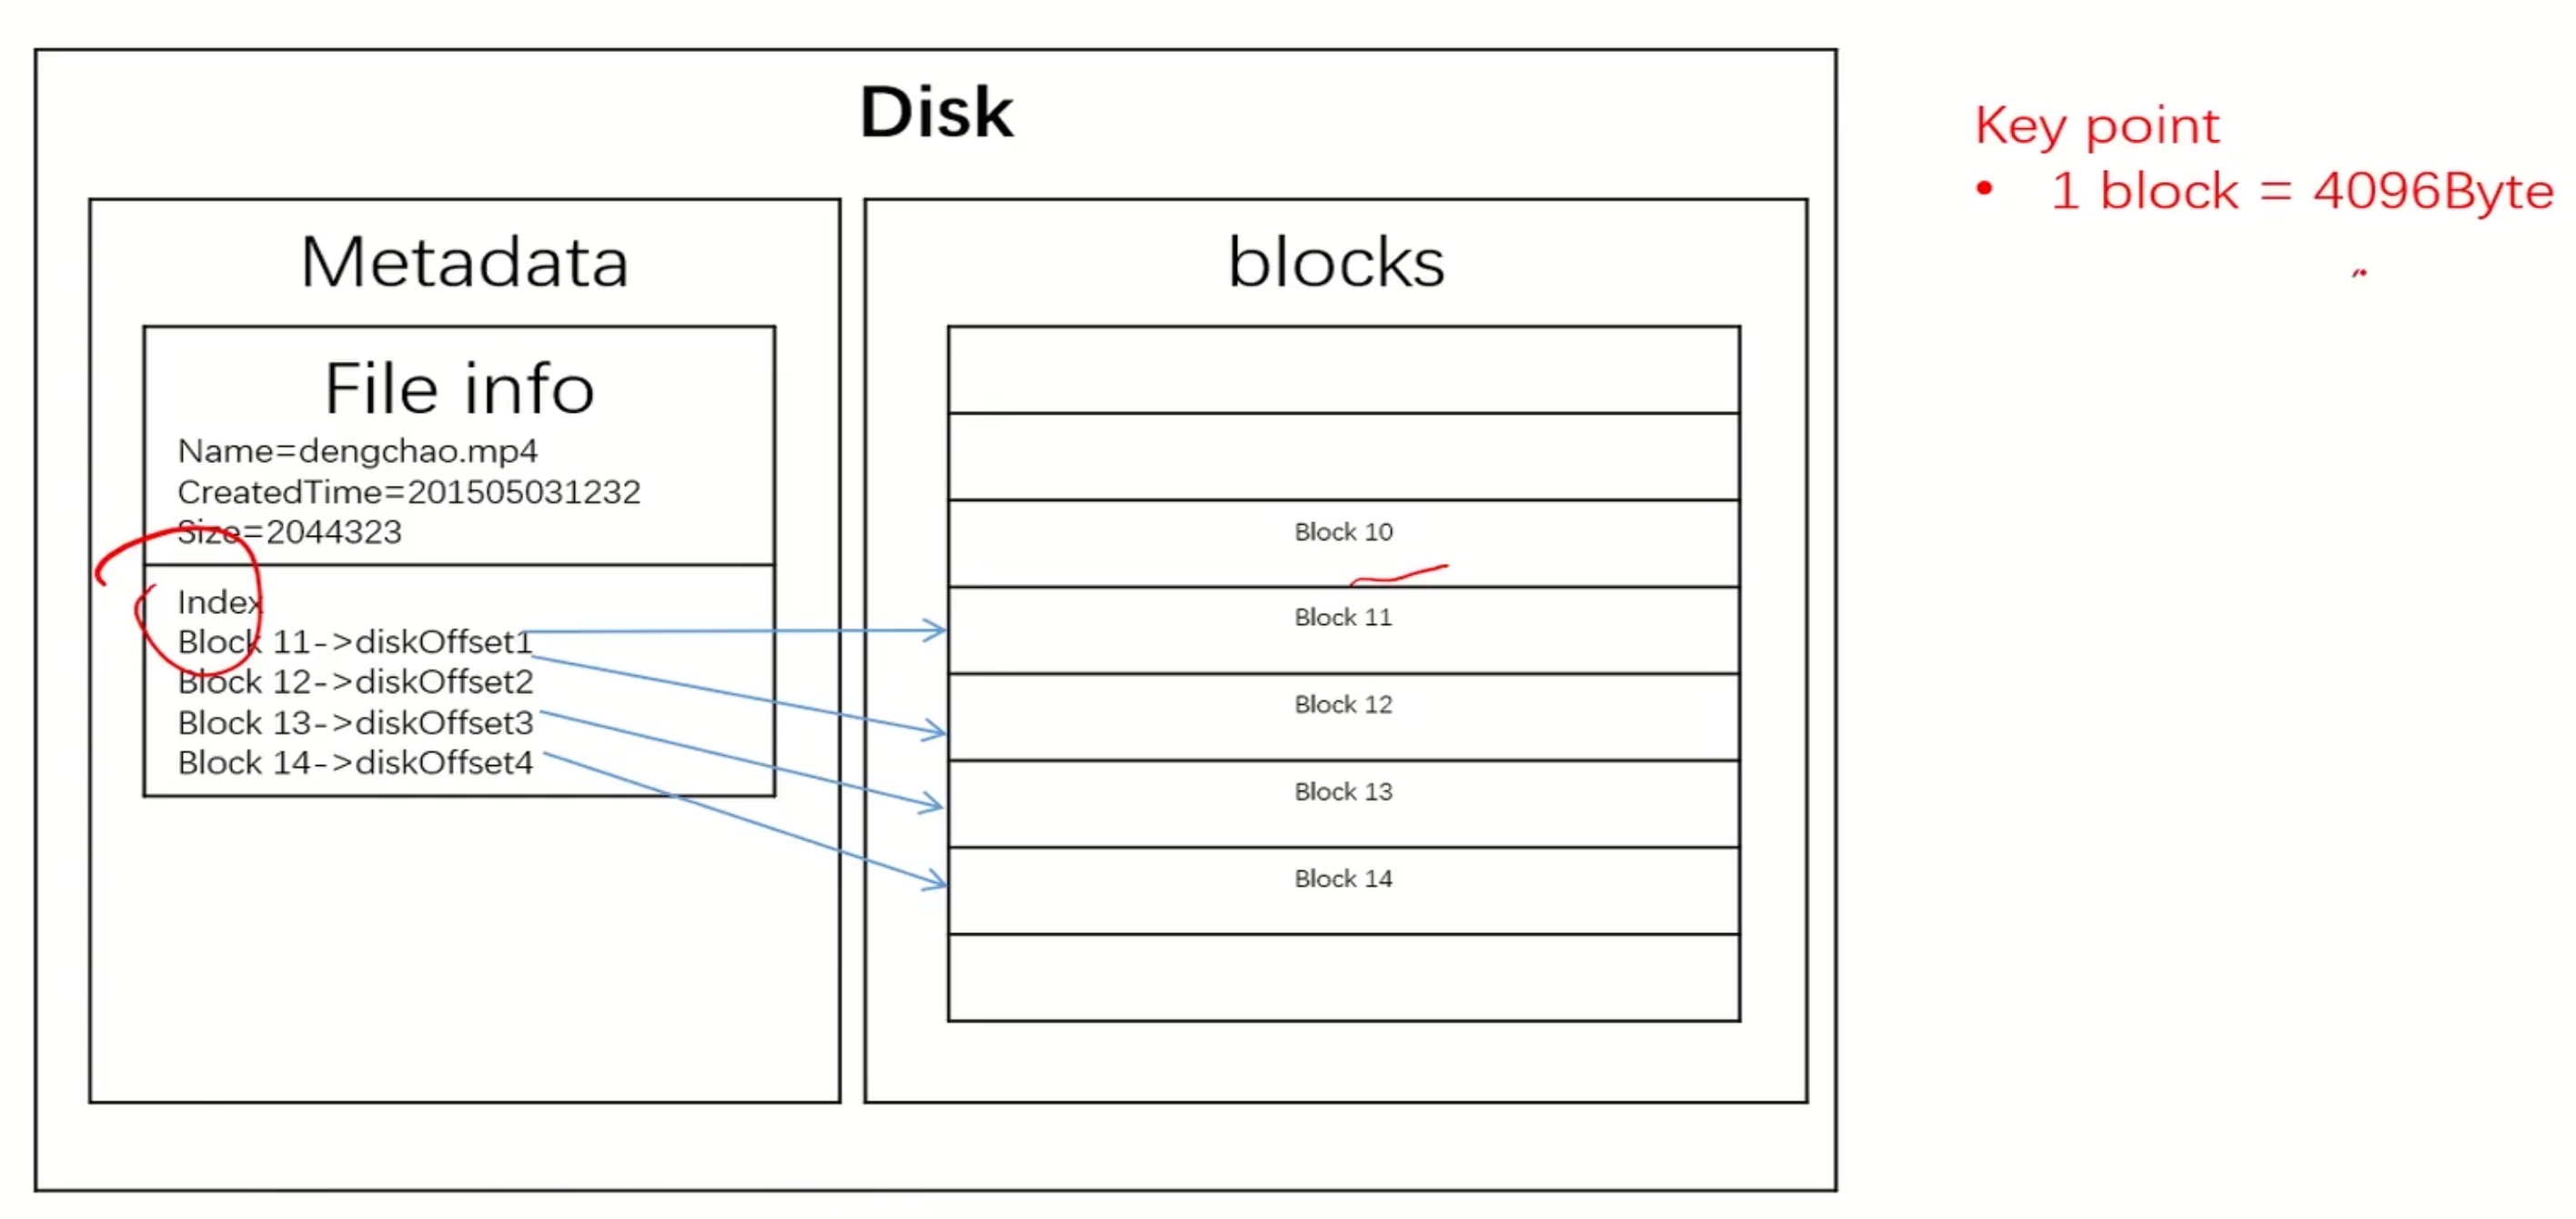 Disk
Metadata
File info
Name=dengchao.mp4
CreatedTime=201505031232
Size=2044323
Index
Block 11->diskOffset1
Block 12->diskOffset2
Block 13->diskOffset3
Block 14->diskOffset4
blocks
Block 10
Block 11
Block 12
Block 13
Block 14
Key point
• 1 block = 4096Byte